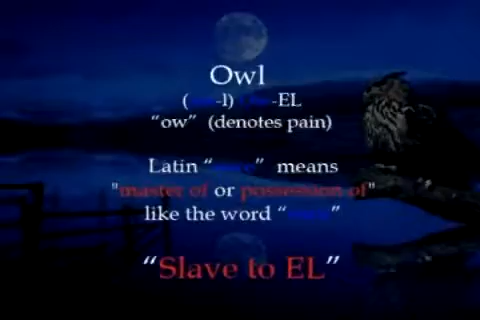 Owl
( -l) -EL
“ow” (denotes pain)
Latin “ ” means
"master of or possession of"
like the word “ ”
“Slave to EL”